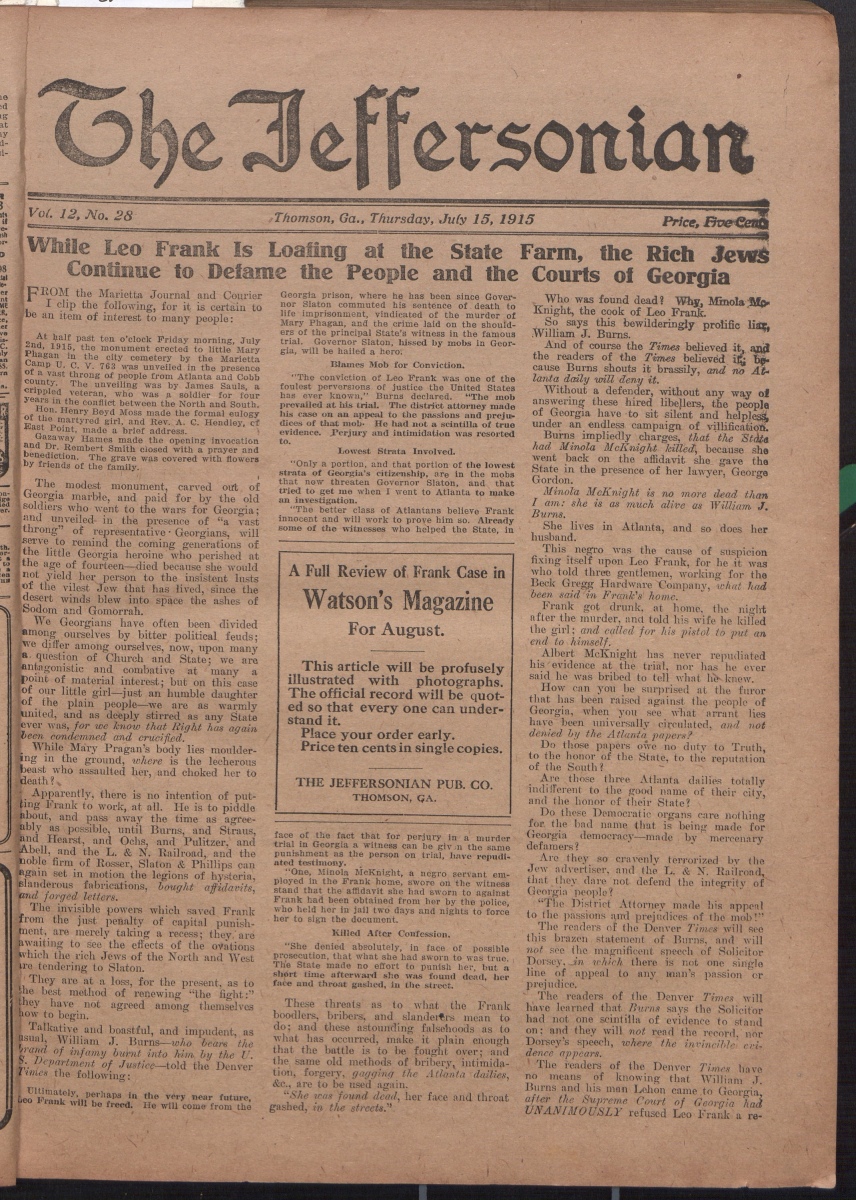 The Jeffersonian
Vol. 12, No. 28
Thomson, Ga., Thursday, July 15, 1915
Price, Five Cents
While Leo Frank Is Loafing at the State Farm, the Rich Jews
Continue to Defame the People and the Courts of Georgia
FROM the Marietta Journal and Courier
I clip the following, for it is certain to
be an item of interest to many people:
At half past ten o'clock Friday morning, July
2nd, 1915, the monument erected to little Mary
Phagan in the city cemetery by the Marietta
Camp U. C. V. 763 was unveiled in the presence
of a vast throng of people from Atlanta and Cobb
county. The unveiling was by James Sauls, a
crippled veteran, who was a soldier for four
years in the conflict between the North and South.
Hon. Henry Boyd Moss made the formal eulogy
of the martyred girl, and Rev. A. C. Hendley, of
East Point, made a brief address.
Gazaway Hames made the opening invocation
and Dr. Rembert Smith closed with a prayer and
benediction. The grave was covered with flowers
by friends of the family.
The modest monument, carved out of
Georgia marble, and paid for by the old
soldiers who went to the wars for Georgia;
and unveiled in the presence of "a vast
throng" of representative Georgians, will
serve to remind the coming generations of
the little Georgia heroine who perished at
the age of fourteen—died because she would
not yield her person to the insistent lusts
of the vilest Jew that has lived, since the
desert winds blew into space the ashes of
Sodom and Gomorrah.
We Georgians have often been divided
among ourselves by bitter political feuds;
we differ among ourselves, now, upon many
a question of Church and State; we are
antagonistic and combative at many a
point of material interest; but on this case
of our little girl—just an humble daughter
of the plain people—we are as warmly
united, and as deeply stirred as any State
ever was, for we know that Right has again
been condemned and crucified.
While Mary Pragan's body lies moulder-
ing in the ground, where is the lecherous
beast who assaulted her, and choked her to
death?
Apparently, there is no intention of put-
ting Frank to work, at all. He is to piddle
about, and pass away the time as agree-
ably as possible, until Burns, and Straus,
and Hearst, and Ochs, and Pulitzer, and
Abell, and the L. & N. Railroad, and the
noble firm of Rosser, Slaton & Phillips can
again set in motion the legions of hysteria,
slanderous fabrications, bought affidavits,
and forged letters.
The invisible powers which saved Frank
from the just penalty of capital punish-
ment, are merely taking a recess; they are
awaiting to see the effects of the ovations
which the rich Jews of the North and West
are tendering to Slaton.
They are at a loss, for the present, as to
the best method of renewing "the fight:"
they have not agreed among themselves
how to begin.
Talkative and boastful, and impudent, as
usual, William J. Burns—who bears the
brand of infamy burnt into him by the U.
S. Department of Justice—told the Denver
Times the following:
Ultimately, perhaps in the very near future,
Leo Frank will be freed. He will come from the
Georgia prison, where he has been since Gover-
nor Slaton commuted his sentence of death to
life imprisonment, vindicated of the murder of
Mary Phagan, and the crime laid on the should-
ers of the principal State's witness in the famous
trial. Governor Slaton, hissed by mobs in Geor-
gia, will be hailed a hero.
Blames Mob for Conviction.
"The conviction of Leo Frank was one of the
foulest perversions of Justice the United States
has ever known," Burns declared. "The mob
prevailed at his trial. The district attorney made
his case on an appeal to the passions and preju-
dices of that mob. He had not a scintilla of true
evidence. Perjury and intimidation was resorted
to.
Lowest Strata Involved.
"Only a portion, and that portion of the lowest
strata of Georgia's citizenship, are in the mobs
that now threaten Governor Slaton, and that
tried to get me when I went to Atlanta to make
an investigation.
"The better class of Atlantans believe Frank
innocent and will work to prove him so. Already
some of the witnesses who helped the State, in
A Full Review of Frank Case in
Watson's Magazine
For August.
This article will be profusely
illustrated with photographs.
The official record will be quot-
ed so that every one can under-
stand it.
Place your order early.
Price ten cents in single copies.
THE JEFFERSONIAN PUB. CO.
THOMSON, GA.
face of the fact that for perjury in a murder
trial in Georgia a witness can be given the same
punishment as the person on trial, have repudi-
ated testimony.
"One, Minola McKnight, a negro servant em-
ployed in the Frank home, swore on the witness
stand that the affidavit she had sworn to against
Frank had been obtained from her by the police,
who held her in jail two days and nights to force
her to sign the document.
Killed After Confession.
"She denied absolutely, in face of possible
prosecution, that what she had sworn to was true.
The State made no effort to punish her, but a
short time afterward she was found dead, her
face and throat gashed, in the street."
These threats as to what the Frank
boodlers, bribers, and slanderers mean to
do; and these astounding falsehoods as to
what has occurred, make it plain enough
that the battle is to be fought over; and
the same old methods of bribery, intimida-
tion, forgery, gagging the Atlanta dailies,
&c., are to be used again.
"She was found dead, her face and throat
gashed, in the streets."
Who was found dead? Why, Minola Mc-
Knight, the cook of Leo Frank.
So says this bewilderingly prolific liar,
William J. Burns.
And of course the Times believed it, and
the readers of the Times believed it; be-
cause Burns shouts it brassily, and no At-
lanta daily will deny it.
Without a defender, without any way of
answering these hired libellers, the people
of Georgia have to sit silent and helpless,
under an endless campaign of villification.
Burns impliedly charges, that the State
had Minola McKnight killed, because she
went back on the affidavit she gave the
State in the presence of her lawyer, George
Gordon.
Minola McKnight is no more dead than
I am: she is as much alive as William J.
Burns.
She lives in Atlanta, and so does her
husband.
This negro was the cause of suspicion
fixing itself upon Leo Frank, for he it was
who told three gentlemen, working for the
Beck Gregg Hardware Company, what had
been said in Frank's home.
Frank got drunk, at home, the night
after the murder, and told his wife he killed
the girl; and called for his pistol to put an
end to himself.
Albert McKnight has never repudiated
his evidence at the trial, nor has he ever
said he was bribed to tell what he knew.
How can you be surprised at the furor
that has been raised against the people of
Georgia, when you see what arrant lies
have been universally circulated, and not
denied by the Atlanta papers?
Do those papers owe no duty to Truth,
to the honor of the State, to the reputation
of the South?
Are those three Atlanta dailies totally
indifferent to the good name of their city,
and the honor of their State?
Do these Democratic organs care nothing
for the bad name that is being made for
Georgia democracy—made by mercenary
defamers?
Are they so cravenly terrorized by the
Jew advertiser, and the L. & N. Railroad,
that they dare not defend the integrity of
Georgia people?
"The District Attorney made his appeal
to the passions and prejudices of the mob!"
The readers of the Denver Times will see
this brazen statement of Burns, and will
not see the magnificent speech of Solicitor
Dorsey, in which there is not one single
line of appeal to any man's passion or
prejudice.
The readers of the Denver Times will
have learned that Burns says the Solicitor
had not one scintilla of evidence to stand
on; and they will not read the record, nor
Dorsey's speech, where the invincible evi-
dence appears.
The readers of the Denver Times have
no means of knowing that William J.
Burns and his man Lehon came to Georgia,
after the Supreme Court of Georgia had
UNANIMOUSLY refused Leo Frank a re-